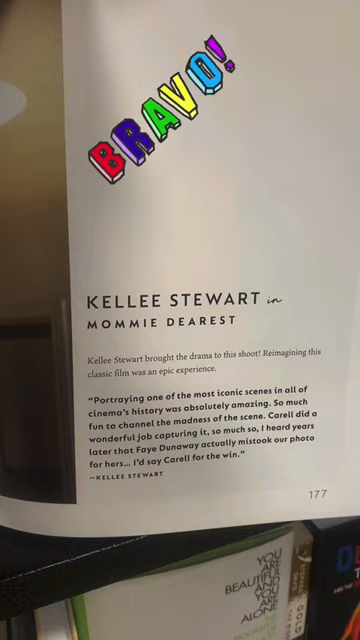 BRAVO!
KELLEE STEWART in
MOMMIE DEAREST
Kellee Stewart brought the drama to this shoot! Reimagining this
classic film was an epic experience.
“Portraying one of the most iconic scenes in all of
cinema’s history was absolutely amazing. So much
fun to channel the madness of the scene. Carell did a
wonderful job capturing it, so much so, I heard years
later that Faye Dunaway actually mistook our photo
for hers... I’d say Carell for the win.”
—KELLEE STEWART
177
YOU
ARE
BEAUTIFUL
AND
YOU
ARE
ALONE
GOLD